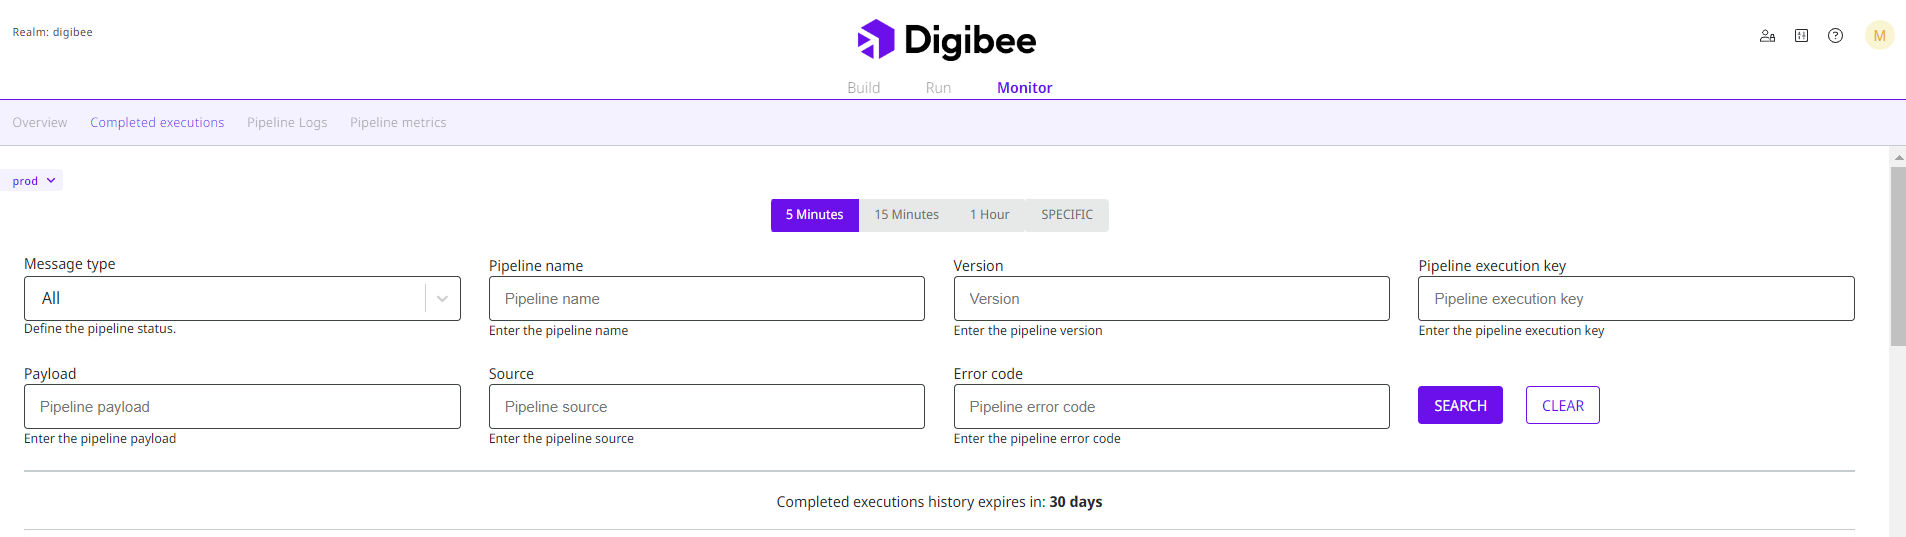 Realm: digibee
Digibee
M
Build Run Monitor
Overview Completed executions Pipeline Logs Pipeline metrics
prod
5 Minutes 15 Minutes 1 Hour SPECIFIC
Message type Pipeline name Version Pipeline execution key
All Pipeline name Version Pipeline execution key
Define the pipeline status. Enter the pipeline name Enter the pipeline version Enter the pipeline execution key
Payload Source Error code
Pipeline payload Pipeline source Pipeline error code SEARCH CLEAR
Enter the pipeline payload Enter the pipeline source Enter the pipeline error code
Completed executions history expires in: 30 days